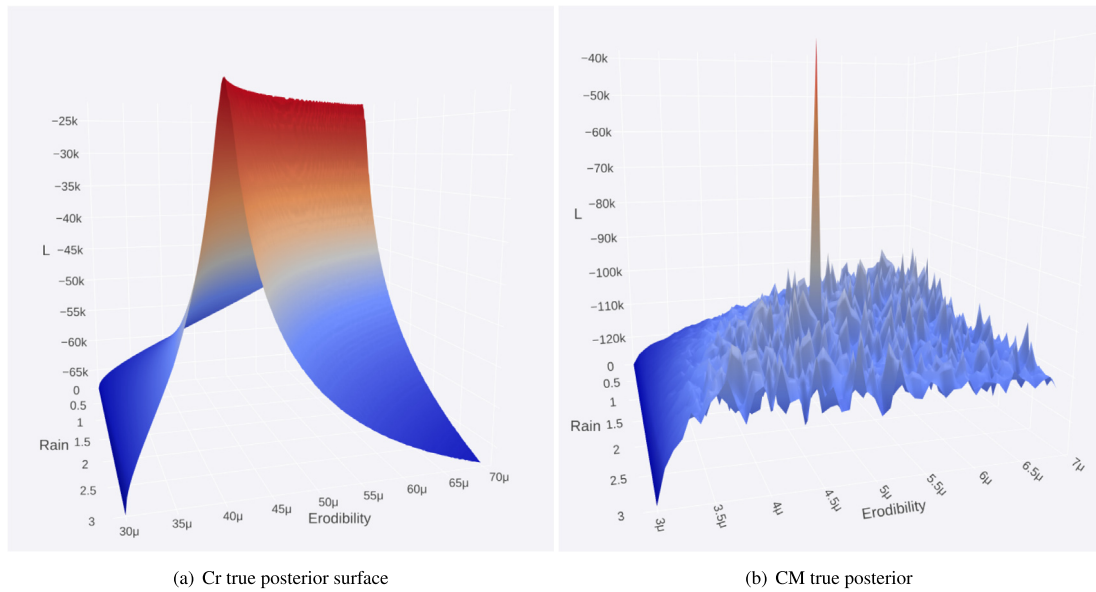 −25k
−30k
−35k
−40k
L −45k
−50k
−55k
−60k
−65k
0
0.5
1
Rain 1.5
2
2.5
3
30μ
35μ
40μ
45μ
50μ
55μ
60μ
65μ
70μ
Erodibility
−40k
−50k
−60k
−70k
−80k
L
−90k
−100k
−110k
−120k
0
0.5
1
Rain 1.5
2
2.5
3
3μ
3.5μ
4μ
4.5μ
5μ
5.5μ
6μ
6.5μ
7μ
Erodibility
(a) Cr true posterior surface
(b) CM true posterior